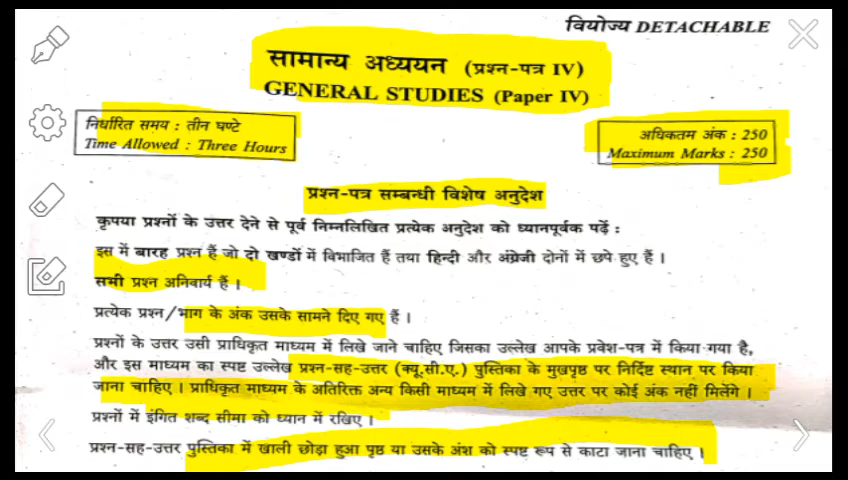 वियोज्य DETACHABLE
सामान्य अध्ययन (प्रश्न-पत्र IV)
GENERAL STUDIES (Paper IV)
निर्धारित समय : तीन घण्टे
Time Allowed : Three Hours
अधिकतम अंक : 250
Maximum Marks : 250
प्रश्न-पत्र सम्बन्धी विशेष अनुदेश
कृपया प्रश्नों के उत्तर देने से पूर्व निम्नलिखित प्रत्येक अनुदेश को ध्यानपूर्वक पढ़ें :
इस में बारह प्रश्न हैं जो दो खण्डों में विभाजित हैं तथा हिन्दी और अंग्रेजी दोनों में छपे हुए हैं ।
सभी प्रश्न अनिवार्य हैं ।
प्रत्येक प्रश्न/भाग के अंक उसके सामने दिए गए हैं ।
प्रश्नों के उत्तर उसी प्राधिकृत माध्यम में लिखे जाने चाहिए जिसका उल्लेख आपके प्रवेश-पत्र में किया गया है,
और इस माध्यम का स्पष्ट उल्लेख प्रश्न-सह-उत्तर (क्यू.सी.ए.) पुस्तिका के मुखपृष्ठ पर निर्दिष्ट स्थान पर किया
जाना चाहिए । प्राधिकृत माध्यम के अतिरिक्त अन्य किसी माध्यम में लिखे गए उत्तर पर कोई अंक नहीं मिलेंगे ।
प्रश्नों में इंगित शब्द सीमा को ध्यान में रखिए ।
प्रश्न-सह-उत्तर पुस्तिका में खाली छोड़ा हुआ पृष्ठ या उसके अंश को स्पष्ट रूप से काटा जाना चाहिए ।